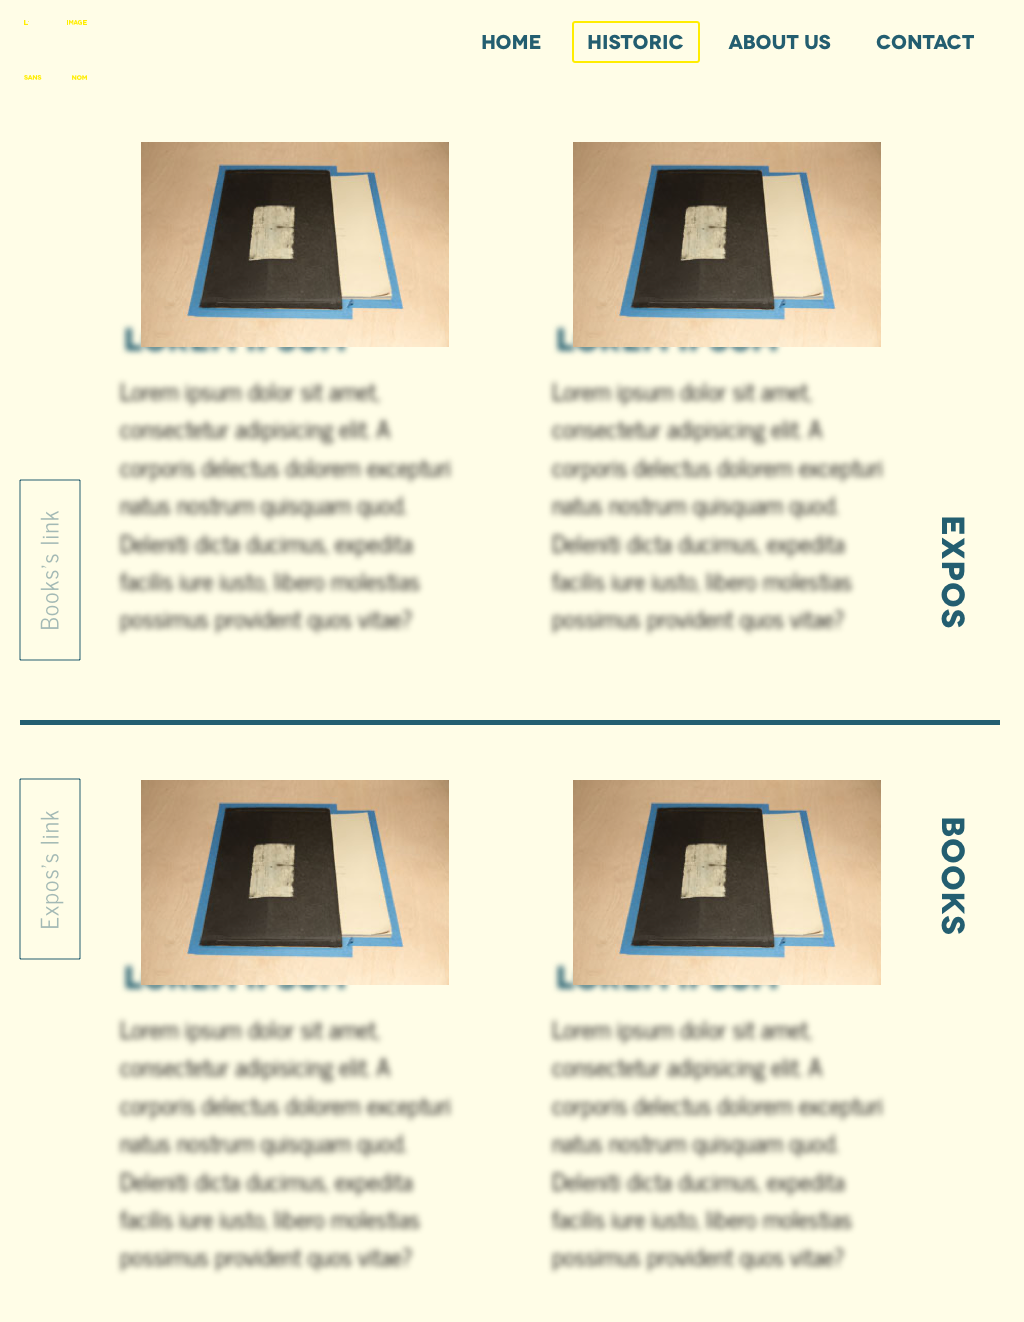 L IMAGE
SANS NOM
HOME HISTORIC ABOUT US CONTACT
Lorem ipsum dolor sit amet,
consectetur adipisicing elit. A
corporis delectus dolorem excepturi
natus nostrum quisquam quod.
Deleniti dicta ducimus, expedita
facilis iure iusto, libero molestias
possimus provident quos vitae?
Lorem ipsum dolor sit amet,
consectetur adipisicing elit. A
corporis delectus dolorem excepturi
natus nostrum quisquam quod.
Deleniti dicta ducimus, expedita
facilis iure iusto, libero molestias
possimus provident quos vitae?
Books's link
EXPOS
Expos's link
BOOKS
Lorem ipsum dolor sit amet,
consectetur adipisicing elit. A
corporis delectus dolorem excepturi
natus nostrum quisquam quod.
Deleniti dicta ducimus, expedita
facilis iure iusto, libero molestias
possimus provident quos vitae?
Lorem ipsum dolor sit amet,
consectetur adipisicing elit. A
corporis delectus dolorem excepturi
natus nostrum quisquam quod.
Deleniti dicta ducimus, expedita
facilis iure iusto, libero molestias
possimus provident quos vitae?